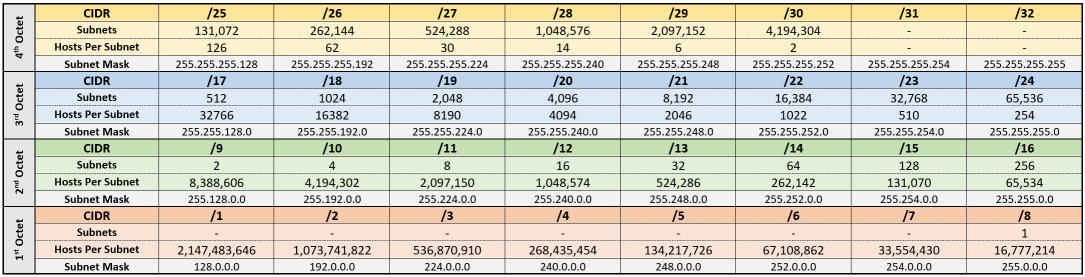 4th Octet
CIDR /25 /26 /27 /28 /29 /30 /31 /32
Subnets 131,072 262,144 524,288 1,048,576 2,097,152 4,194,304 - -
Hosts Per Subnet 126 62 30 14 6 2 - -
Subnet Mask 255.255.255.128 255.255.255.192 255.255.255.224 255.255.255.240 255.255.255.248 255.255.255.252 255.255.255.254 255.255.255.255
3rd Octet
CIDR /17 /18 /19 /20 /21 /22 /23 /24
Subnets 512 1024 2,048 4,096 8,192 16,384 32,768 65,536
Hosts Per Subnet 32766 16382 8190 4094 2046 1022 510 254
Subnet Mask 255.255.128.0 255.255.192.0 255.255.224.0 255.255.240.0 255.255.248.0 255.255.252.0 255.255.254.0 255.255.255.0
2nd Octet
CIDR /9 /10 /11 /12 /13 /14 /15 /16
Subnets 2 4 8 16 32 64 128 256
Hosts Per Subnet 8,388,606 4,194,302 2,097,150 1,048,574 524,286 262,142 131,070 65,534
Subnet Mask 255.128.0.0 255.192.0.0 255.224.0.0 255.240.0.0 255.248.0.0 255.252.0.0 255.254.0.0 255.255.0.0
1st Octet
CIDR /1 /2 /3 /4 /5 /6 /7 /8
Subnets - - - - - - - 1
Hosts Per Subnet 2,147,483,646 1,073,741,822 536,870,910 268,435,454 134,217,726 67,108,862 33,554,430 16,777,214
Subnet Mask 128.0.0.0 192.0.0.0 224.0.0.0 240.0.0.0 248.0.0.0 252.0.0.0 254.0.0.0 255.0.0.0